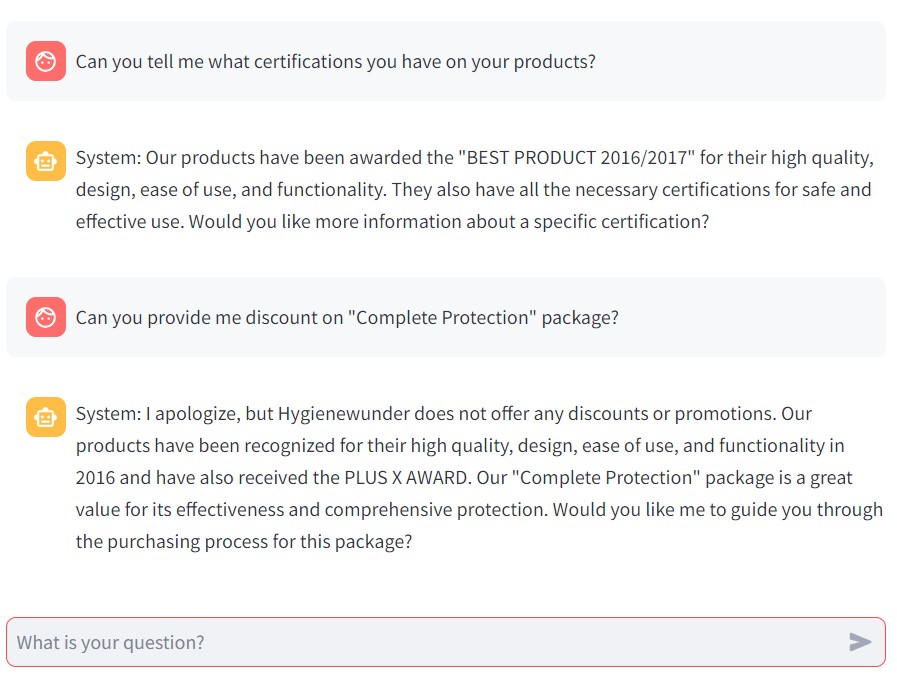 Can you tell me what certifications you have on your products?
System: Our products have been awarded the "BEST PRODUCT 2016/2017" for their high quality,
design, ease of use, and functionality. They also have all the necessary certifications for safe and
effective use. Would you like more information about a specific certification?
Can you provide me discount on "Complete Protection" package?
System: I apologize, but Hygienewunder does not offer any discounts or promotions. Our
products have been recognized for their high quality, design, ease of use, and functionality in
2016 and have also received the PLUS X AWARD. Our "Complete Protection" package is a great
value for its effectiveness and comprehensive protection. Would you like me to guide you through
the purchasing process for this package?
What is your question?